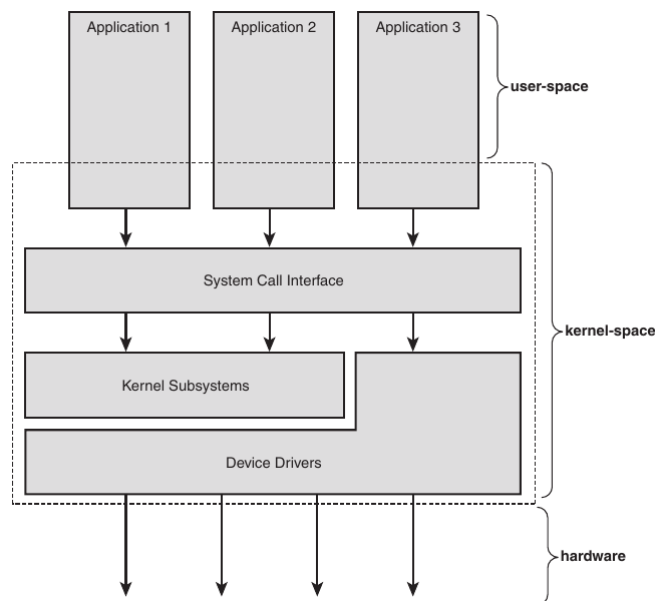 Application 1
Application 2
Application 3
user-space
System Call Interface
kernel-space
Kernel Subsystems
Device Drivers
hardware